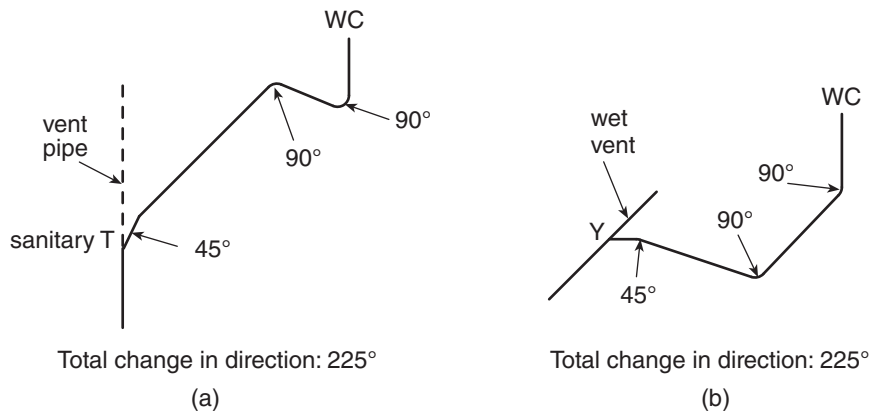 WC
90°
vent
pipe
90°
sanitary T
45°
Total change in direction: 225°
(a)
WC
wet
vent
90°
90°
Y
45°
Total change in direction: 225°
(b)